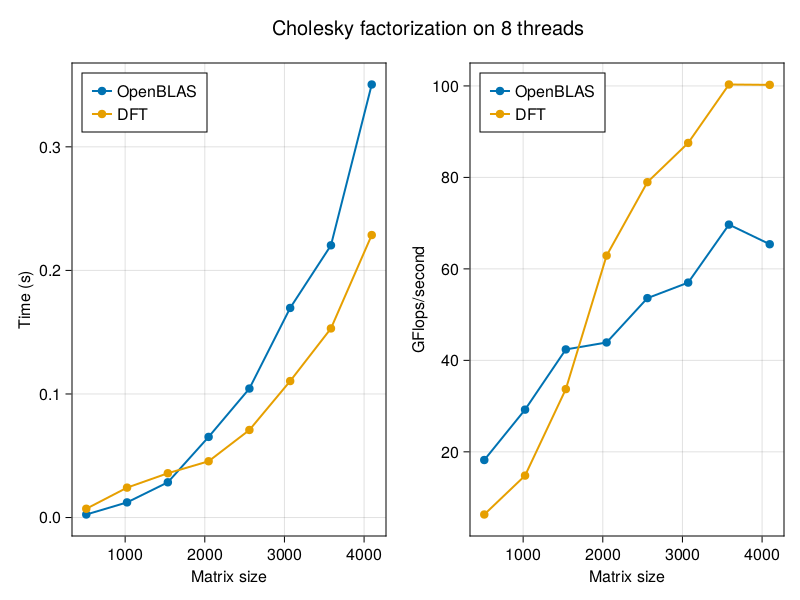 Cholesky factorization on 8 threads
OpenBLAS
DFT
0.3
0.2
0.1
0.0
Time (s)
1000 2000 3000 4000
Matrix size
OpenBLAS
DFT
100
80
60
40
20
GFlops/second
1000 2000 3000 4000
Matrix size